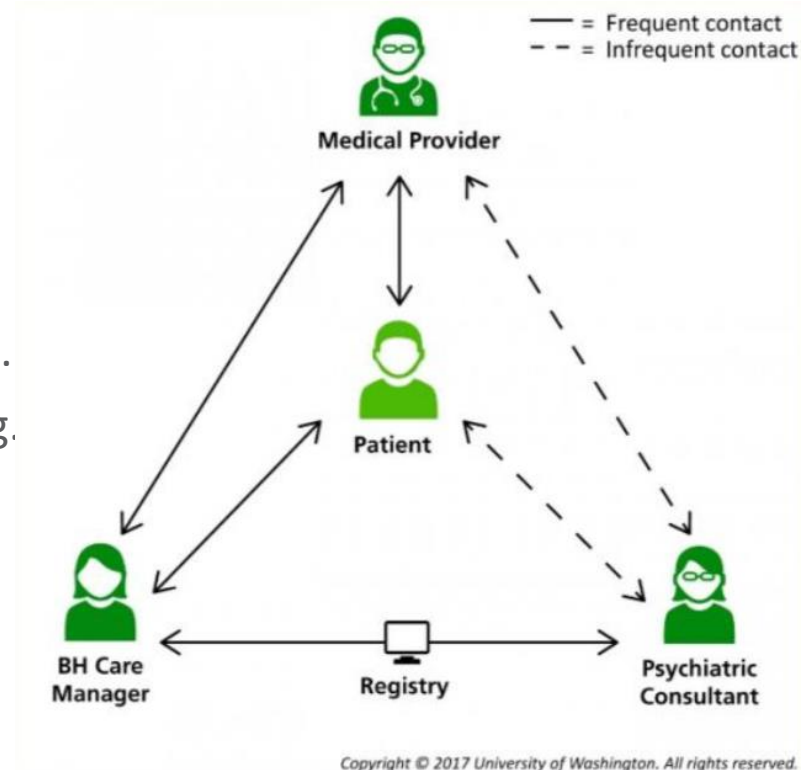 — = Frequent contact
– – = Infrequent contact
Medical Provider
.
g.
Patient
BH Care
Manager
Registry
Psychiatric
Consultant
Copyright © 2017 University of Washington. All rights reserved.